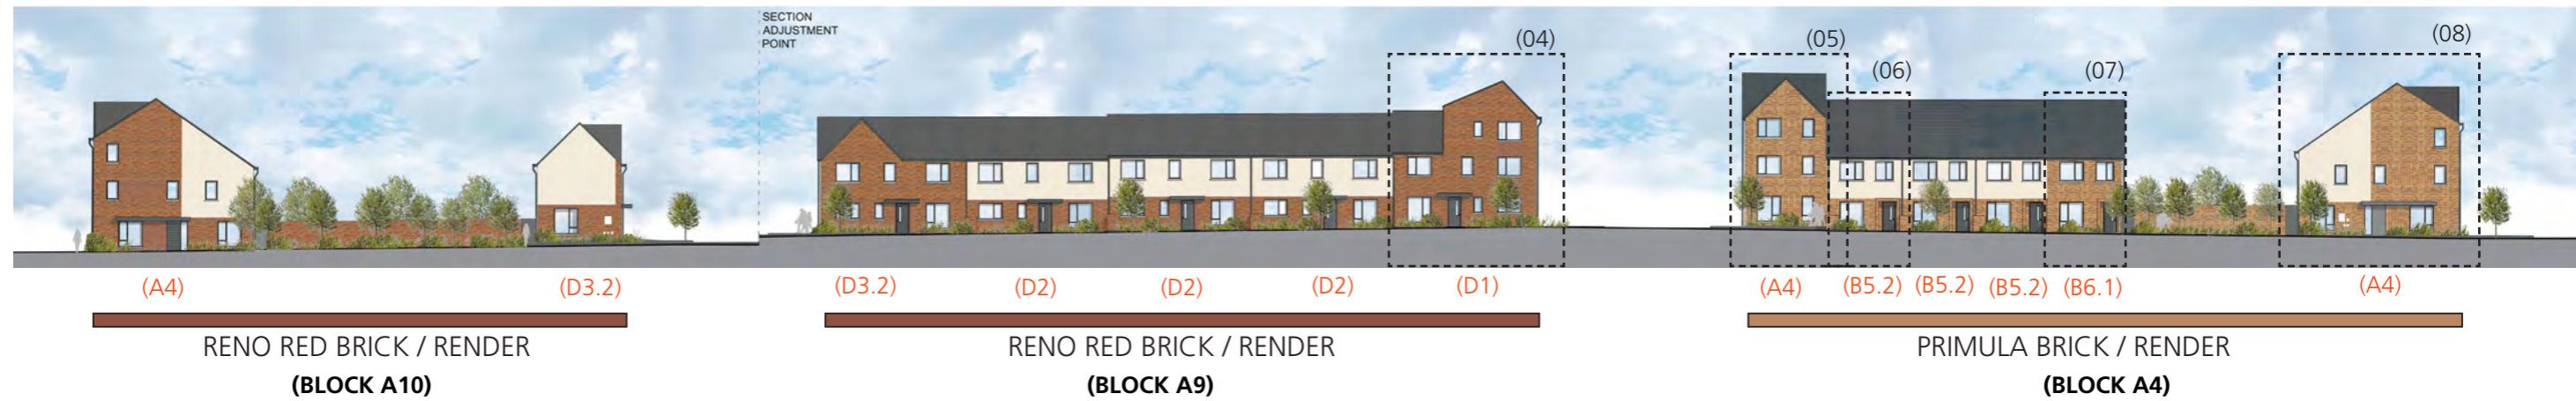 SECTION
ADJUSTMENT
POINT
(04)
(05)
(06)
(07)
(08)
(A4)
(D3.2)
(D3.2)
(D2)
(D2)
(D2)
(D1)
(A4)
(B5.2)
(B5.2)
(B5.2)
(B6.1)
(A4)
RENO RED BRICK / RENDER
(BLOCK A10)
RENO RED BRICK / RENDER
(BLOCK A9)
PRIMULA BRICK / RENDER
(BLOCK A4)